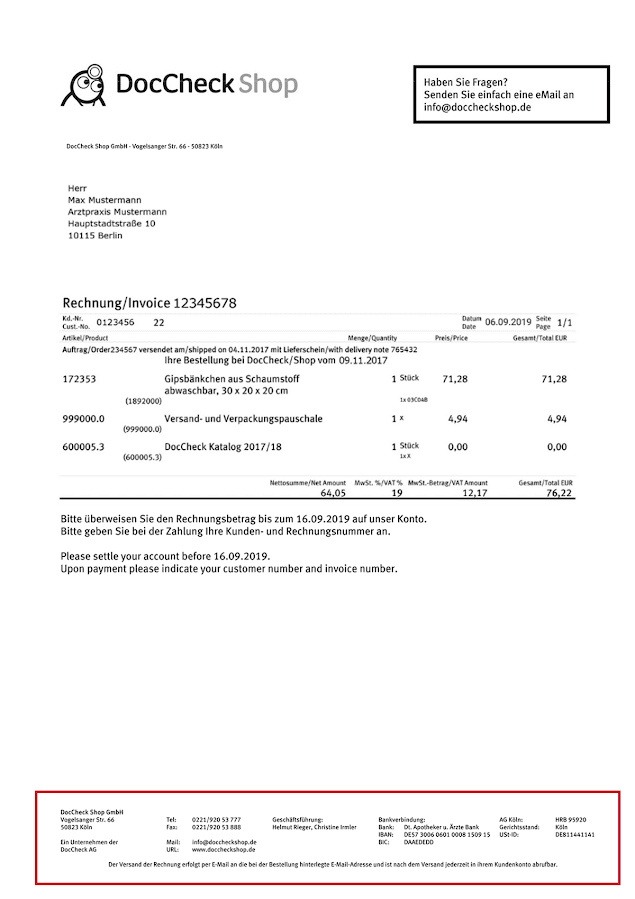 DocCheck Shop
Haben Sie Fragen?
Senden Sie einfach eine eMail an
info@doccheckshop.de
DocCheck Shop GmbH - Vogelsanger Str. 66 - 50823 Köln
Herr
Max Mustermann
Arztpraxis Mustermann
Hauptstadtstraße 10
10115 Berlin
Rechnung/Invoice 12345678
Kd.-Nr. Cust.-No. 0123456 22 Datum Date 06.09.2019 Seite Page 1/1
Artikel/Product Menge/Quantity Preis/Price Gesamt/Total EUR
Auftrag/Order234567 versendet am/shipped on 04.11.2017 mit Lieferschein/with delivery note 765432
Ihre Bestellung bei DocCheck/Shop vom 09.11.2017
172353 Gipsbänkchen aus Schaumstoff 1 Stück 71,28 71,28
abwaschbar, 30 x 20 x 20 cm
(1892000) 1x 03C04B
999000.0 Versand- und Verpackungspauschale 1 x 4,94 4,94
(999000.0)
600005.3 DocCheck Katalog 2017/18 1 Stück 0,00 0,00
(600005.3) 1x X
Nettosumme/Net Amount MwSt. %/VAT % MwSt.-Betrag/VAT Amount Gesamt/Total EUR
64,05 19 12,17 76,22
Bitte überweisen Sie den Rechnungsbetrag bis zum 16.09.2019 auf unser Konto.
Bitte geben Sie bei der Zahlung Ihre Kunden- und Rechnungsnummer an.
Please settle your account before 16.09.2019.
Upon payment please indicate your customer number and invoice number.
DocCheck Shop GmbH
Vogelsanger Str. 66 Tel: 0221/920 53 777 Geschäftsführung: Bankverbindung: AG Köln: HRB 95920
50823 Köln Fax: 0221/920 53 888 Helmut Rieger, Christine Irmler Bank: Dt. Apotheker u. Ärzte Bank Gerichtsstand: Köln
IBAN: DE57 3006 0601 0008 1509 15 USt-ID: DE811441141
Ein Unternehmen der Mail: info@doccheckshop.de BIC: DAAEDEDD
DocCheck AG URL: www.doccheckshop.de
Der Versand der Rechnung erfolgt per E-Mail an die bei der Bestellung hinterlegte E-Mail-Adresse und ist nach dem Versand jederzeit in ihrem Kundenkonto abrufbar.